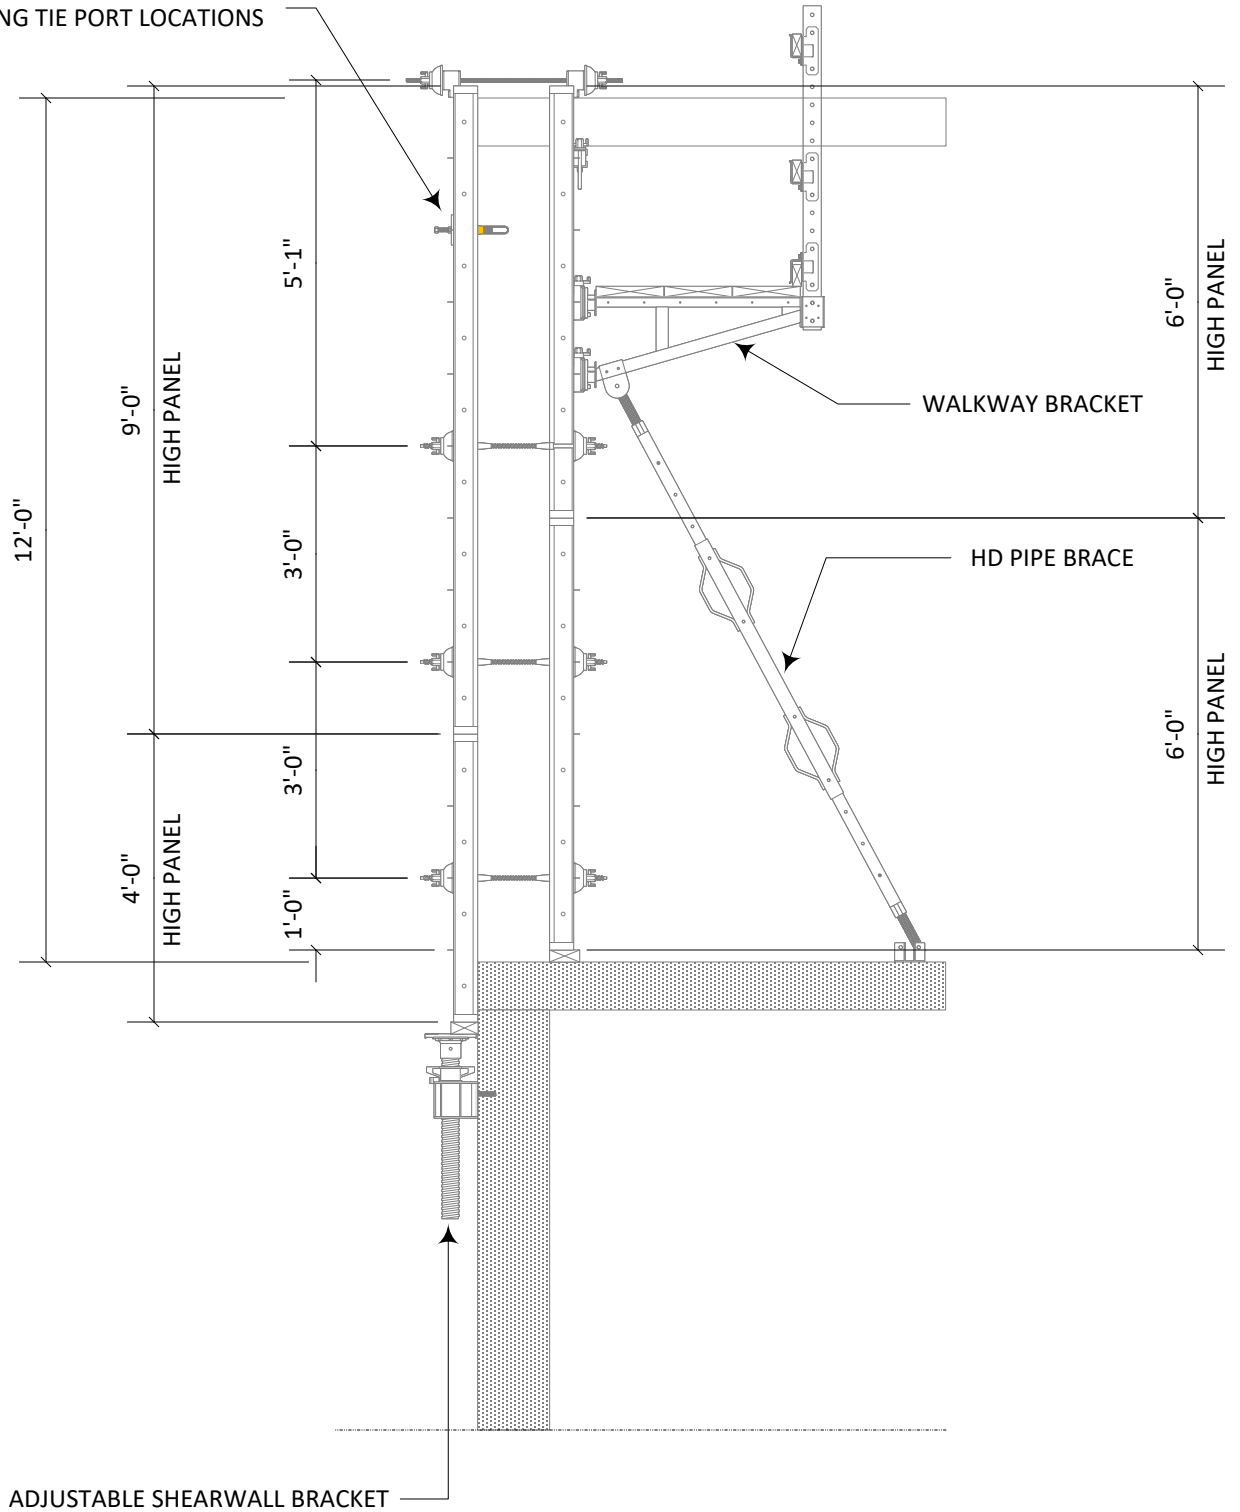 TIE PORT LOCATIONS
12'-0"
9'-0"
HIGH PANEL
4'-0"
HIGH PANEL
5'-1"
3'-0"
3'-0"
1'-0"
6'-0"
HIGH PANEL
WALKWAY BRACKET
HD PIPE BRACE
6'-0"
HIGH PANEL
ADJUSTABLE SHEARWALL BRACKET